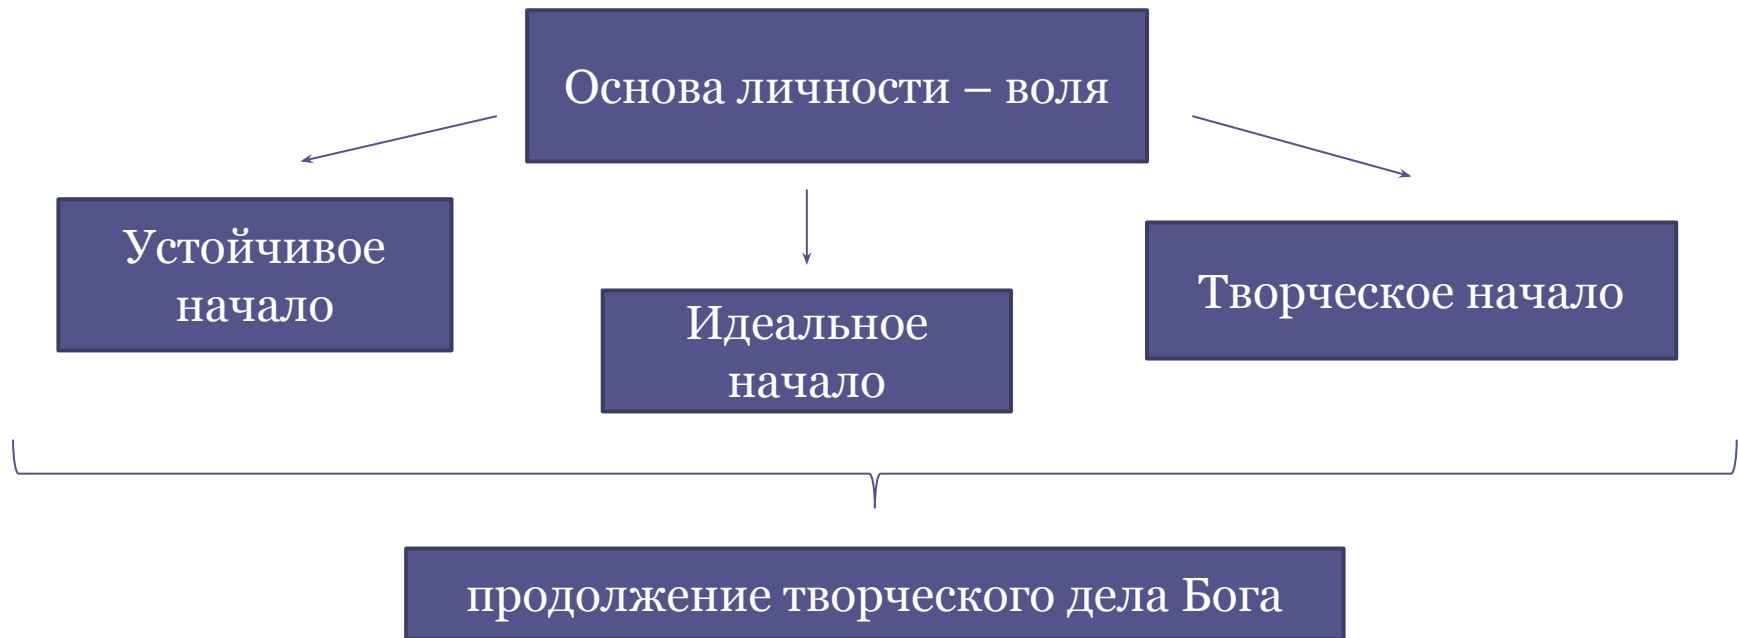 Основа личности – воля
Устойчивое
начало
Идеальное
начало
Творческое начало
продолжение творческого дела Бога